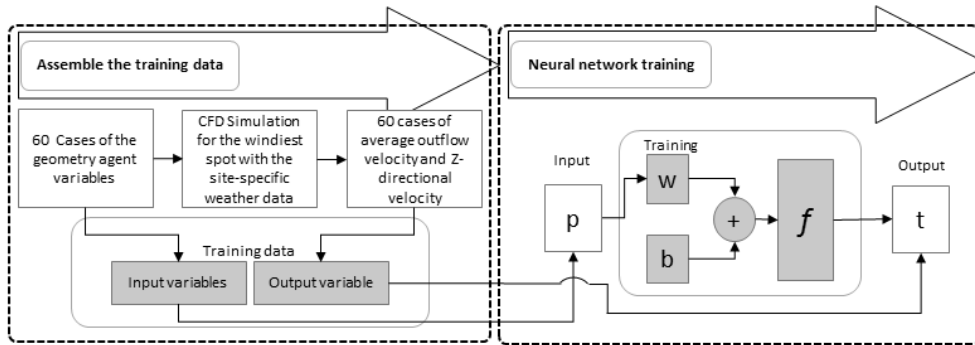 Assemble the training data
Neural network training
60 Cases of the
geometry agent
variables
CFD Simulation
for the windiest
spot with the
site-specific
weather data
60 cases of
average outflow
velocity and Z-
directional
velocity
Training data
Input variables
Output variable
Input
p
Training
w
b
+
f
Output
t